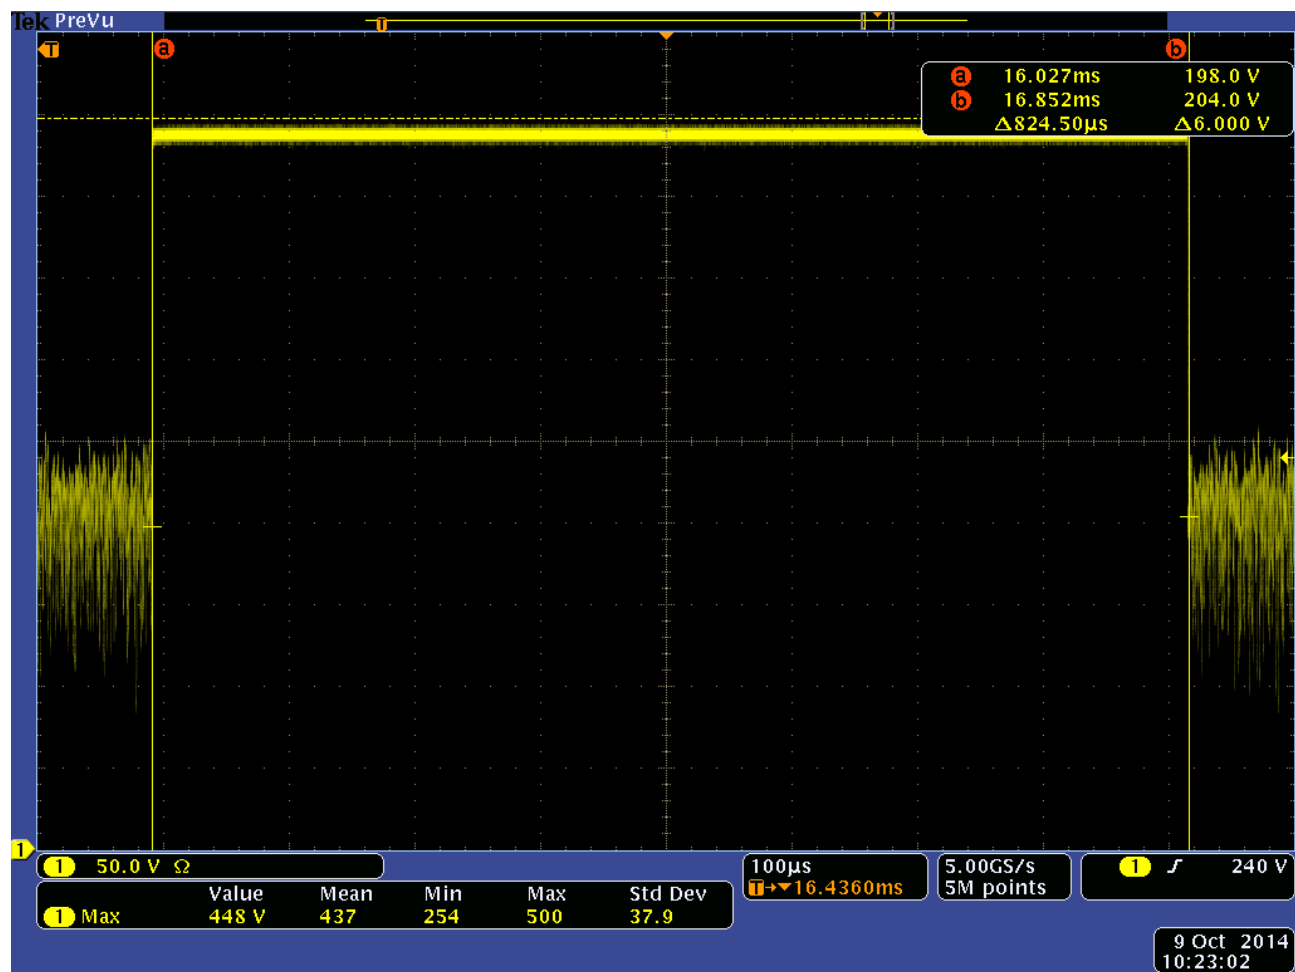 Tek PreVu
T
T a b
a 16.027ms 198.0 V
b 16.852ms 204.0 V
Δ824.50µs Δ6.000 V
1
1 50.0 V Ω
100µs
T→▼16.4360ms
5.00GS/s
5M points
1 ʃ 240 V
Value Mean Min Max Std Dev
1 Max 448 V 437 254 500 37.9
9 Oct 2014
10:23:02